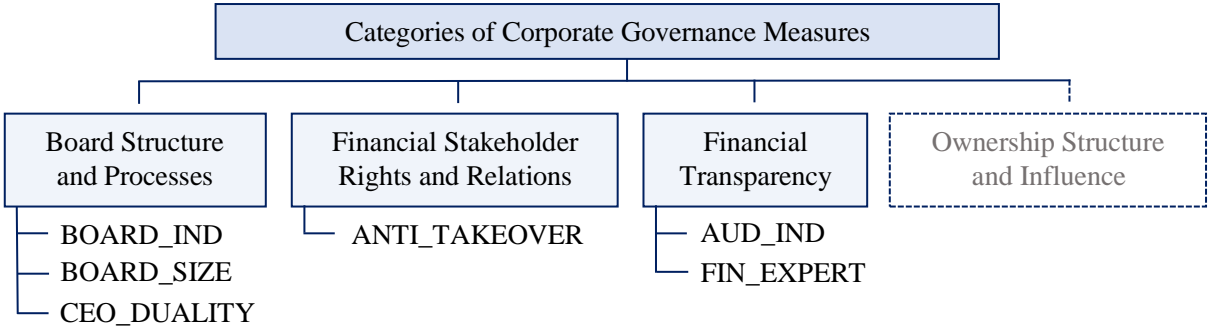 Categories of Corporate Governance Measures
Board Structure
and Processes
BOARD_IND
BOARD_SIZE
CEO_DUALITY
Financial Stakeholder
Rights and Relations
ANTI_TAKEOVER
Financial
Transparency
AUD_IND
FIN_EXPERT
Ownership Structure
and Influence